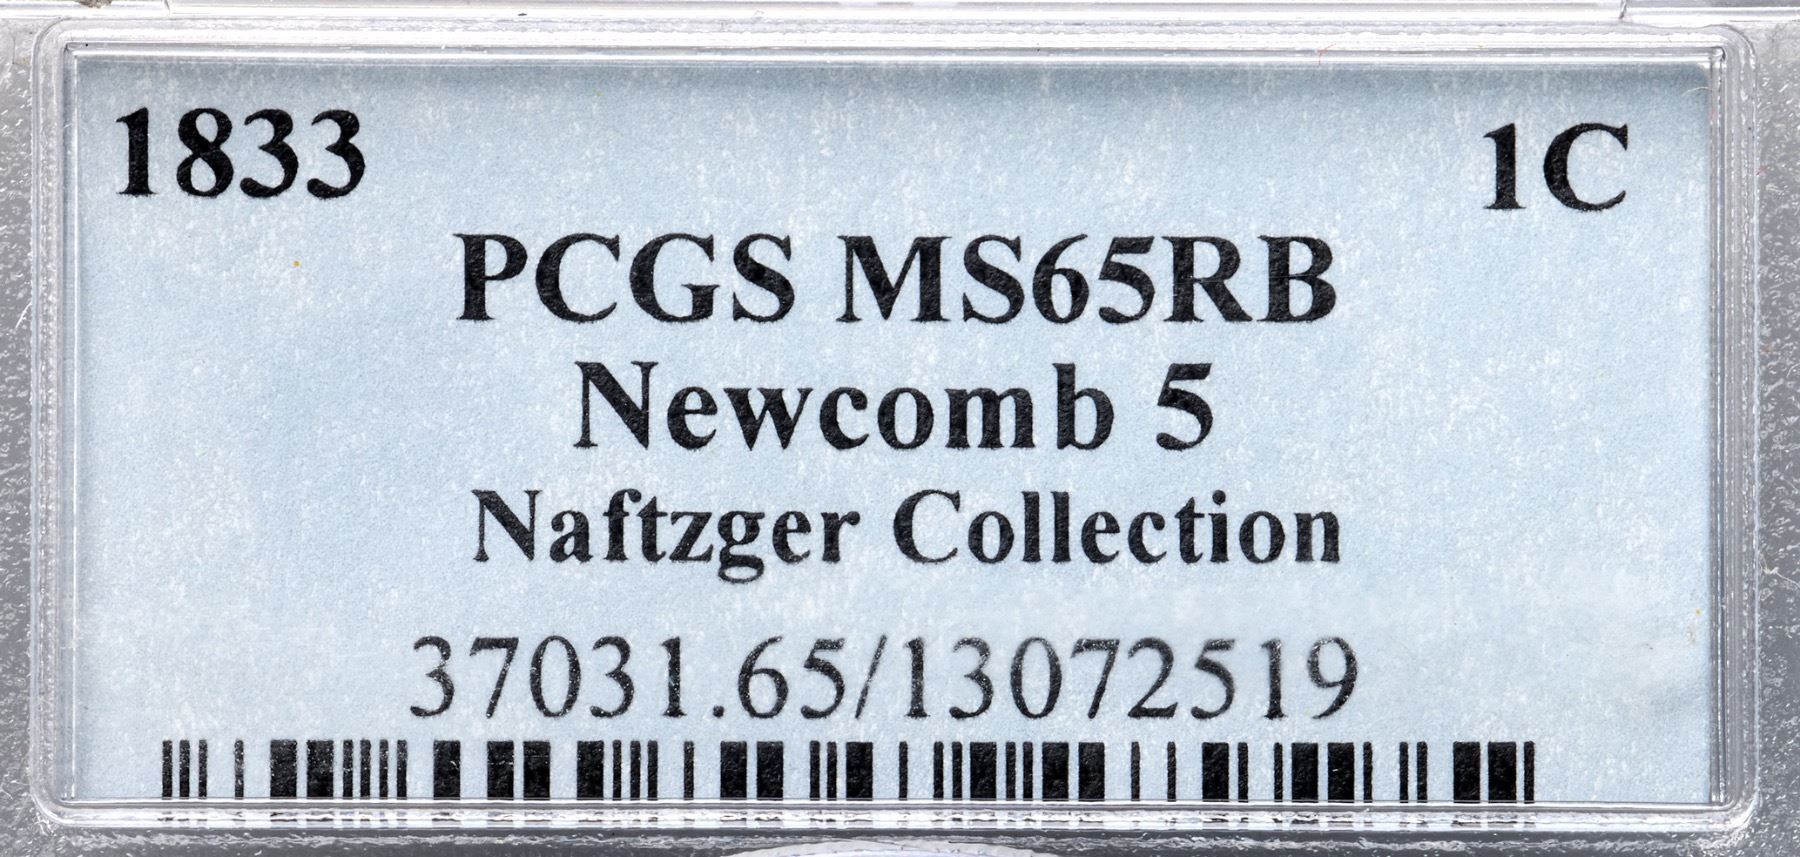 1833 1C
PCGS MS65RB
Newcomb 5
Naftzger Collection
37031.65/13072519